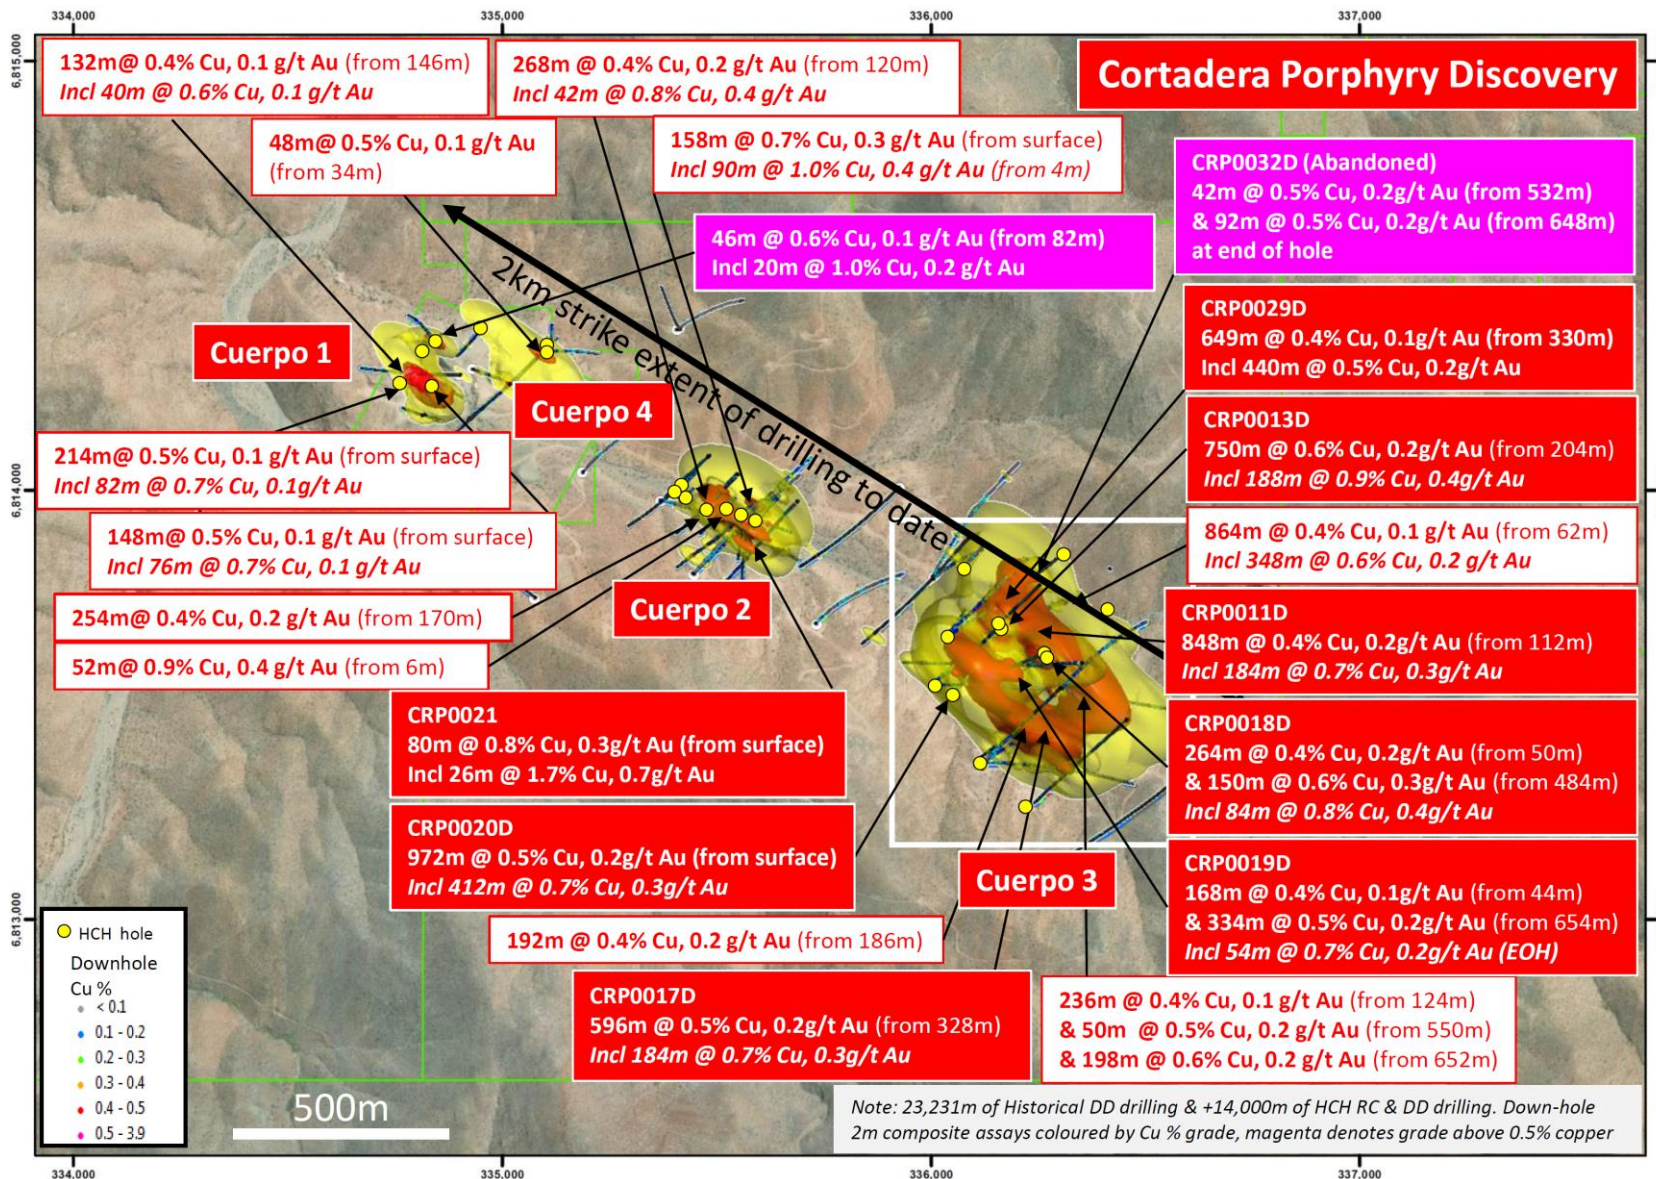 334,000
335,000
336,000
337,000
6,815,000
6,814,000
6,813,000
Cortadera Porphyry Discovery
132m@ 0.4% Cu, 0.1 g/t Au (from 146m)
Incl 40m @ 0.6% Cu, 0.1 g/t Au
268m @ 0.4% Cu, 0.2 g/t Au (from 120m)
Incl 42m @ 0.8% Cu, 0.4 g/t Au
48m@ 0.5% Cu, 0.1 g/t Au
(from 34m)
158m @ 0.7% Cu, 0.3 g/t Au (from surface)
Incl 90m @ 1.0% Cu, 0.4 g/t Au (from 4m)
CRP0032D (Abandoned)
42m @ 0.5% Cu, 0.2g/t Au (from 532m)
& 92m @ 0.5% Cu, 0.2g/t Au (from 648m)
at end of hole
46m @ 0.6% Cu, 0.1 g/t Au (from 82m)
Incl 20m @ 1.0% Cu, 0.2 g/t Au
2km strike extent of drilling to date
CRP0029D
649m @ 0.4% Cu, 0.1g/t Au (from 330m)
Incl 440m @ 0.5% Cu, 0.2g/t Au
Cuerpo 1
Cuerpo 4
CRP0013D
750m @ 0.6% Cu, 0.2g/t Au (from 204m)
Incl 188m @ 0.9% Cu, 0.4g/t Au
214m@ 0.5% Cu, 0.1 g/t Au (from surface)
Incl 82m @ 0.7% Cu, 0.1g/t Au
148m@ 0.5% Cu, 0.1 g/t Au (from surface)
Incl 76m @ 0.7% Cu, 0.1 g/t Au
864m @ 0.4% Cu, 0.1 g/t Au (from 62m)
Incl 348m @ 0.6% Cu, 0.2 g/t Au
254m@ 0.4% Cu, 0.2 g/t Au (from 170m)
Cuerpo 2
CRP0011D
848m @ 0.4% Cu, 0.2g/t Au (from 112m)
Incl 184m @ 0.7% Cu, 0.3g/t Au
52m@ 0.9% Cu, 0.4 g/t Au (from 6m)
CRP0021
80m @ 0.8% Cu, 0.3g/t Au (from surface)
Incl 26m @ 1.7% Cu, 0.7g/t Au
CRP0018D
264m @ 0.4% Cu, 0.2g/t Au (from 50m)
& 150m @ 0.6% Cu, 0.3g/t Au (from 484m)
Incl 84m @ 0.8% Cu, 0.4g/t Au
CRP0020D
972m @ 0.5% Cu, 0.2g/t Au (from surface)
Incl 412m @ 0.7% Cu, 0.3g/t Au
Cuerpo 3
CRP0019D
168m @ 0.4% Cu, 0.1g/t Au (from 44m)
& 334m @ 0.5% Cu, 0.2g/t Au (from 654m)
Incl 54m @ 0.7% Cu, 0.2g/t Au (EOH)
192m @ 0.4% Cu, 0.2 g/t Au (from 186m)
CRP0017D
596m @ 0.5% Cu, 0.2g/t Au (from 328m)
Incl 184m @ 0.7% Cu, 0.3g/t Au
236m @ 0.4% Cu, 0.1 g/t Au (from 124m)
& 50m @ 0.5% Cu, 0.2 g/t Au (from 550m)
& 198m @ 0.6% Cu, 0.2 g/t Au (from 652m)
HCH hole
Downhole
Cu %
< 0.1
0.1 - 0.2
0.2 - 0.3
0.3 - 0.4
0.4 - 0.5
0.5 - 3.9
500m
Note: 23,231m of Historical DD drilling & +14,000m of HCH RC & DD drilling. Down-hole
2m composite assays coloured by Cu % grade, magenta denotes grade above 0.5% copper
334,000
335,000
336,000
337,000